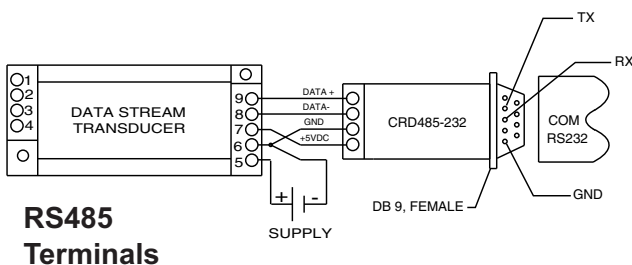 TX
RX
1
2
3
4
DATA STREAM
TRANSDUCER
9
8
7
6
5
DATA +
DATA-
GND
+5VDC
CRD485-232
COM
RS232
+
-
SUPPLY
DB 9, FEMALE
GND
RS485
Terminals